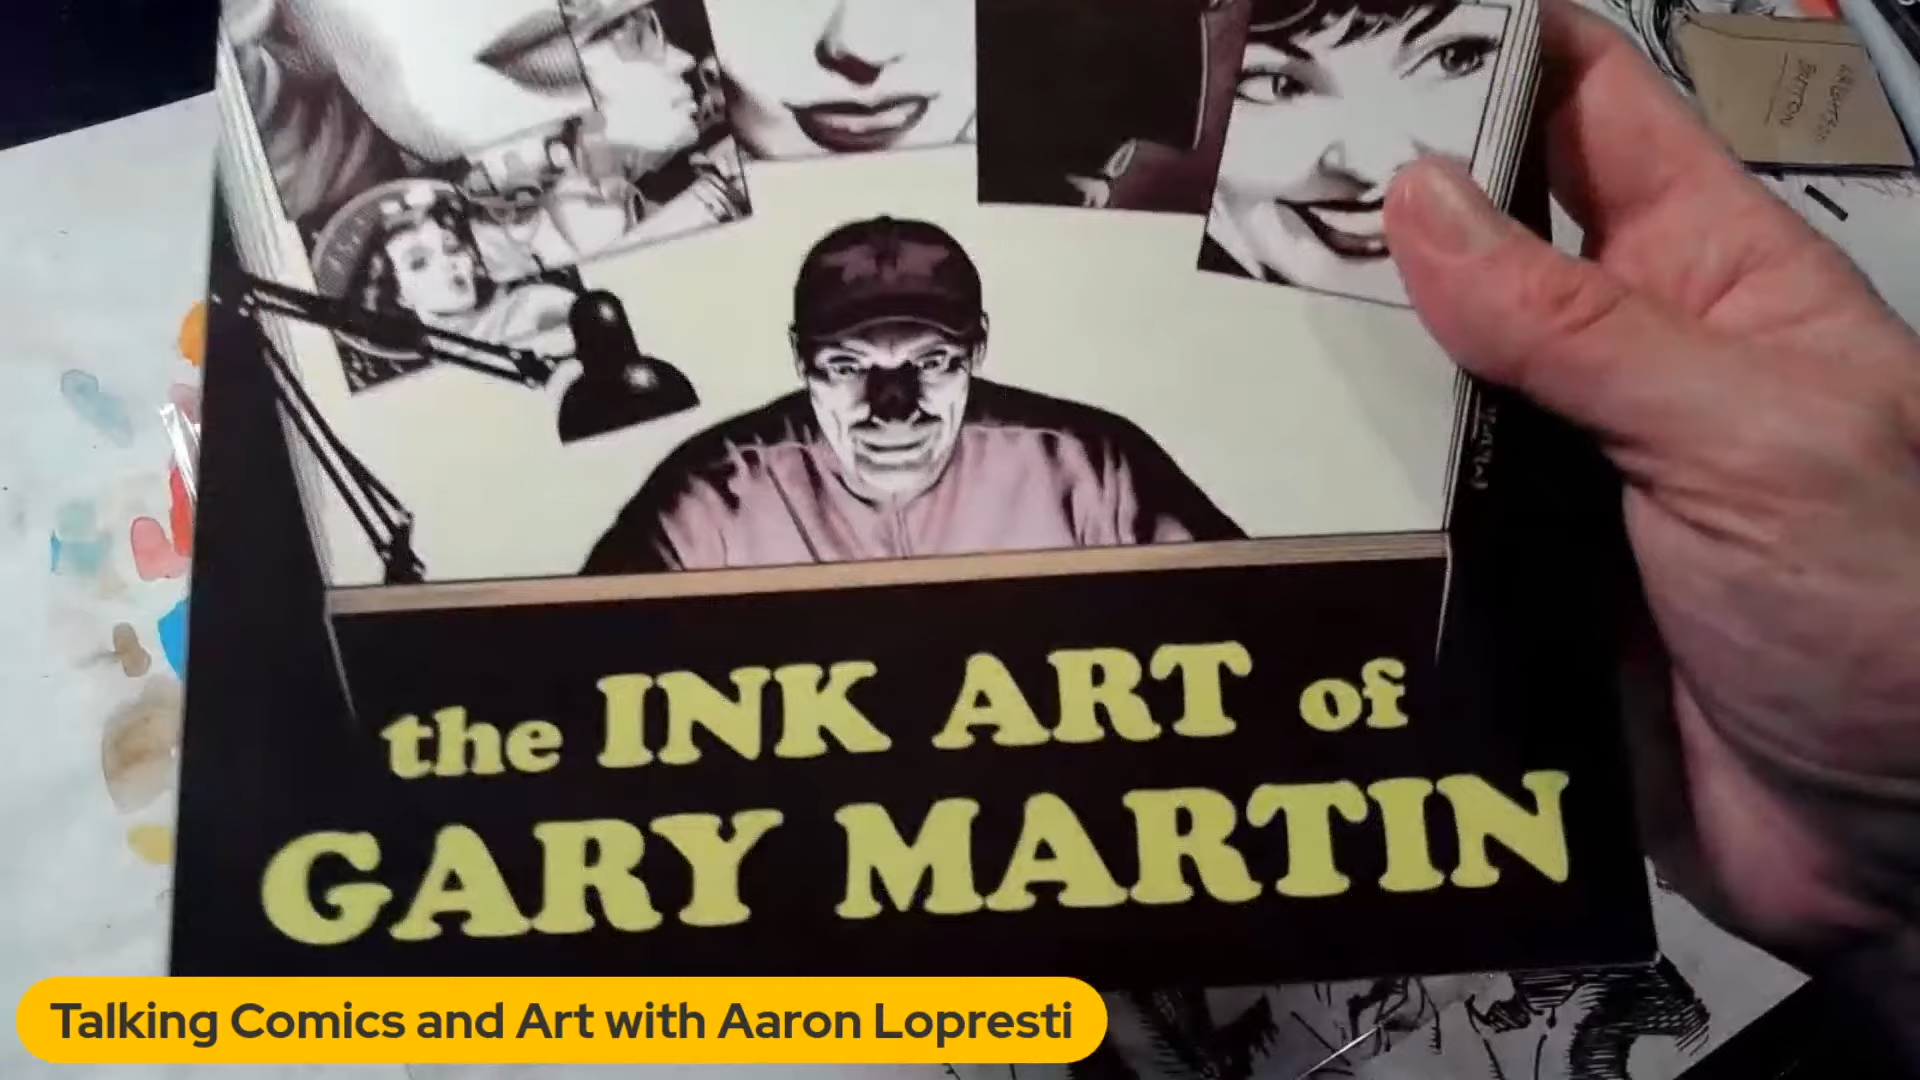 the INK ART of
GARY MARTIN
Talking Comics and Art with Aaron Lopresti